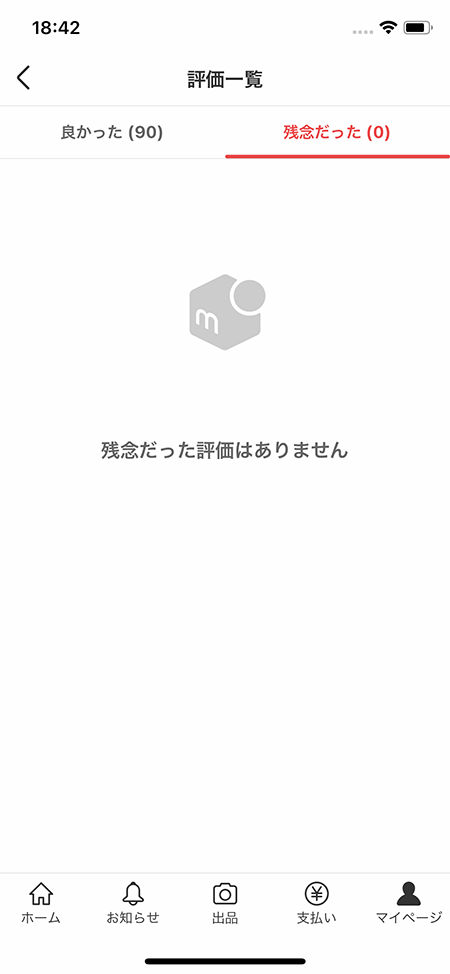 18:42
評価一覧
良かった (90)
残念だった (0)
m
残念だった評価はありません
ホーム
お知らせ
出品
支払い
マイページ